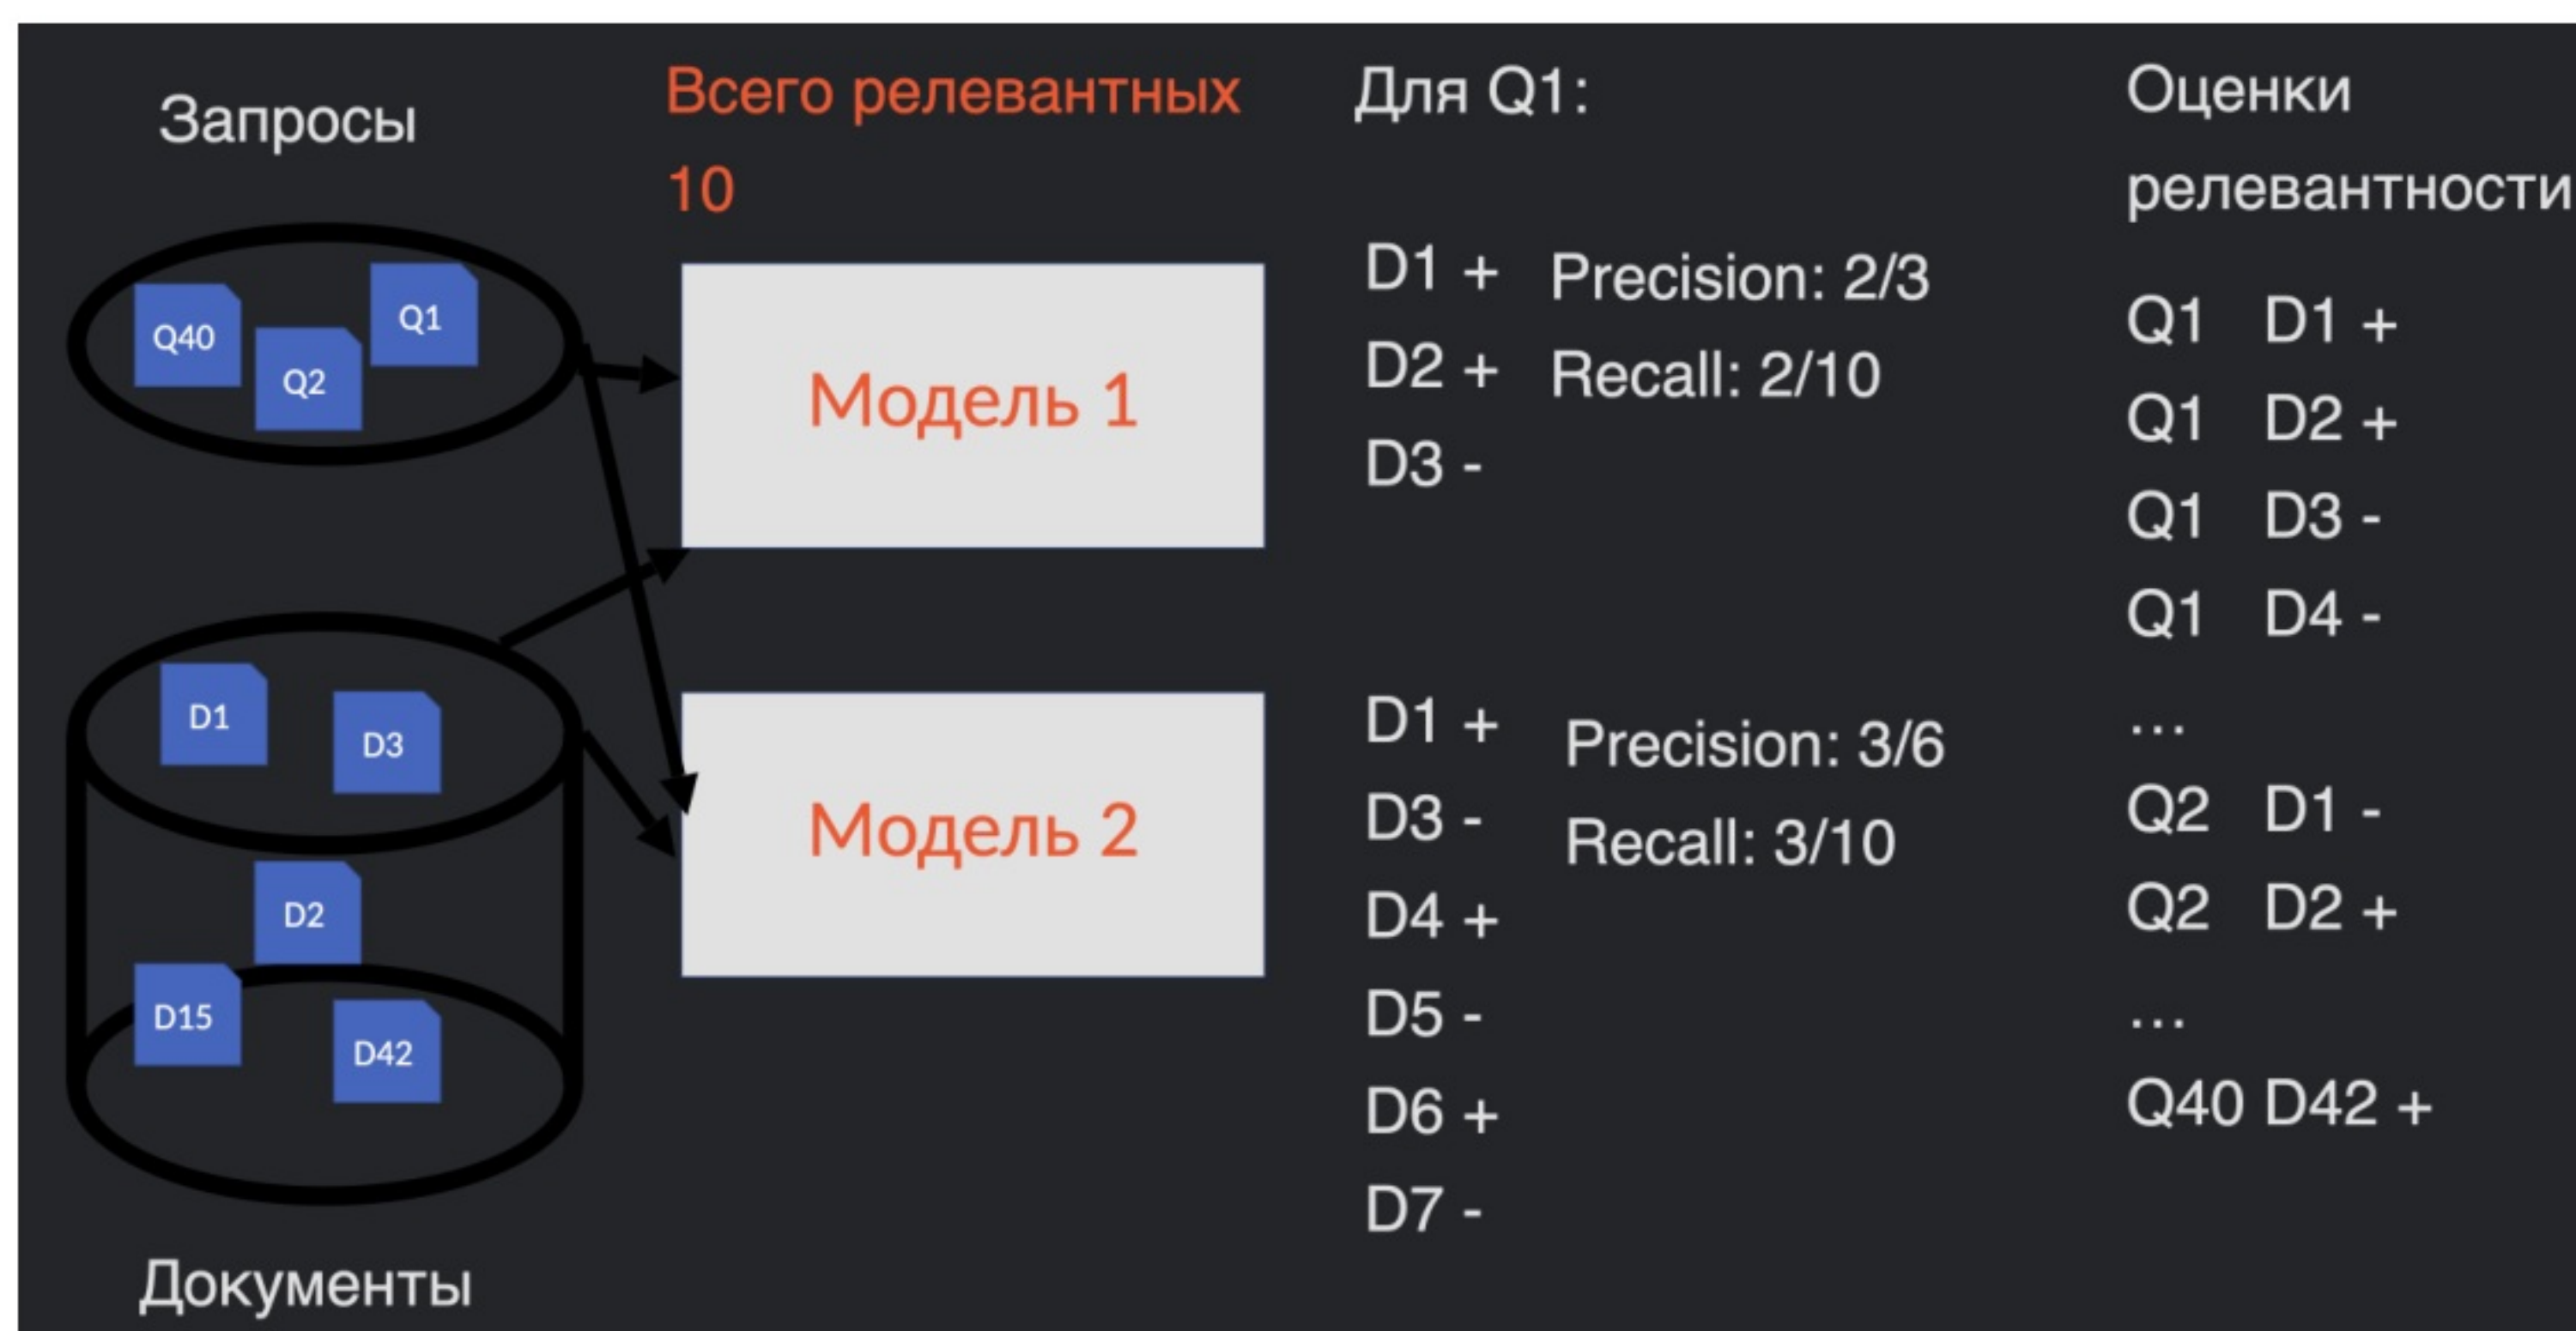 Запросы
Q40
Q2
Q1
D1
D3
D2
D15
D42
Документы
Всего релевантных
10
Модель 1
Модель 2
Для Q1:
D1 + Precision: 2/3
D2 + Recall: 2/10
D3 -
D1 + Precision: 3/6
D3 - Recall: 3/10
D4 +
D5 -
D6 +
D7 -
Оценки
релевантности
Q1 D1 +
Q1 D2 +
Q1 D3 -
Q1 D4 -
...
Q2 D1 -
Q2 D2 +
...
Q40 D42 +